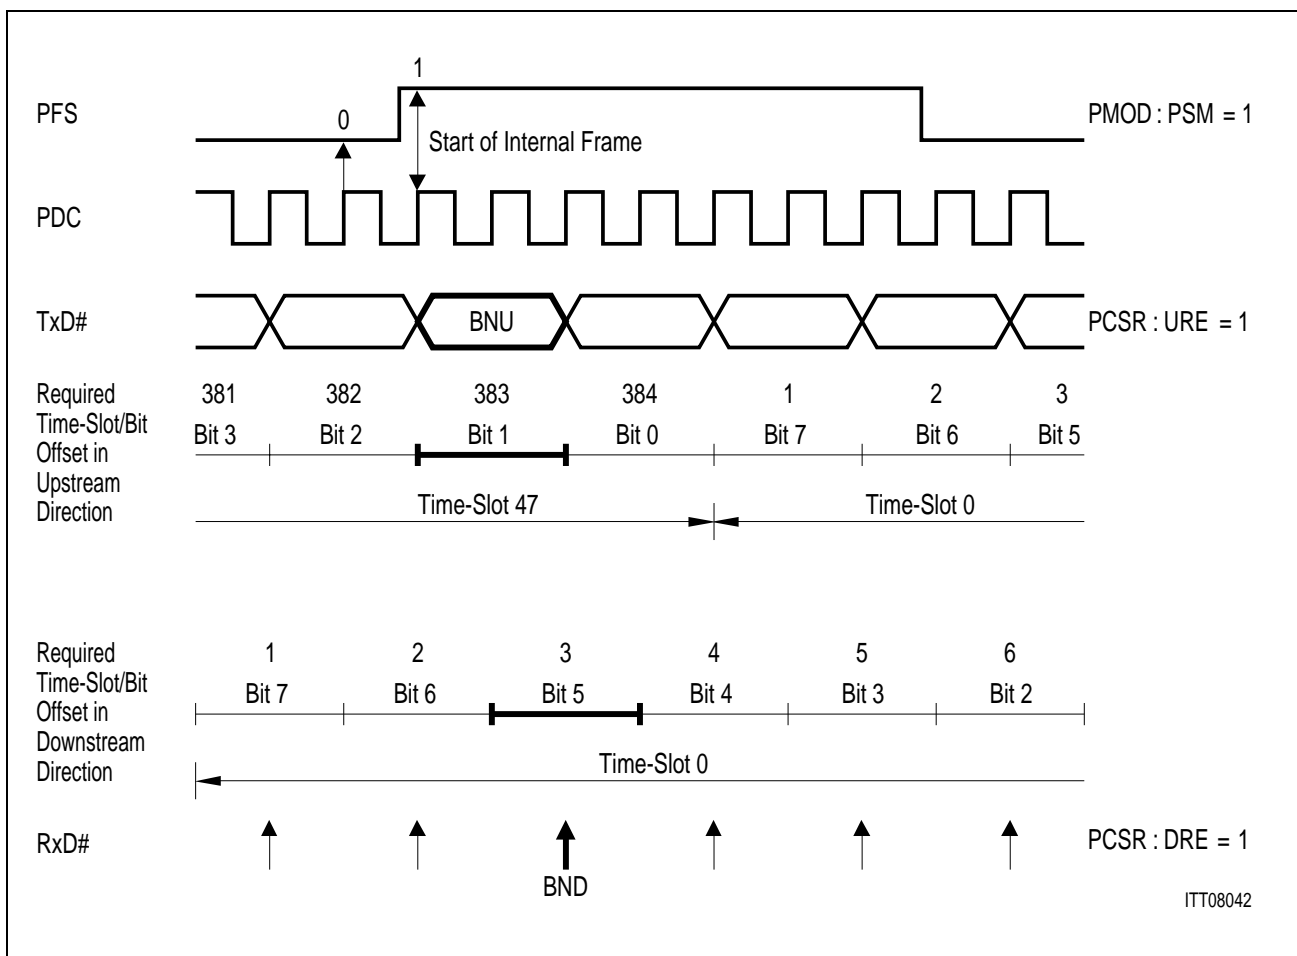 1
PFS
0
PMOD : PSM = 1
Start of Internal Frame
PDC
TxD#
BNU
PCSR : URE = 1
Required
Time-Slot/Bit
Offset in
Upstream
Direction
381 382 383 384 1 2 3
Bit 3 Bit 2 Bit 1 Bit 0 Bit 7 Bit 6 Bit 5
Time-Slot 47 Time-Slot 0
Required
Time-Slot/Bit
Offset in
Downstream
Direction
1 2 3 4 5 6
Bit 7 Bit 6 Bit 5 Bit 4 Bit 3 Bit 2
Time-Slot 0
RxD#
PCSR : DRE = 1
BND
ITT08042